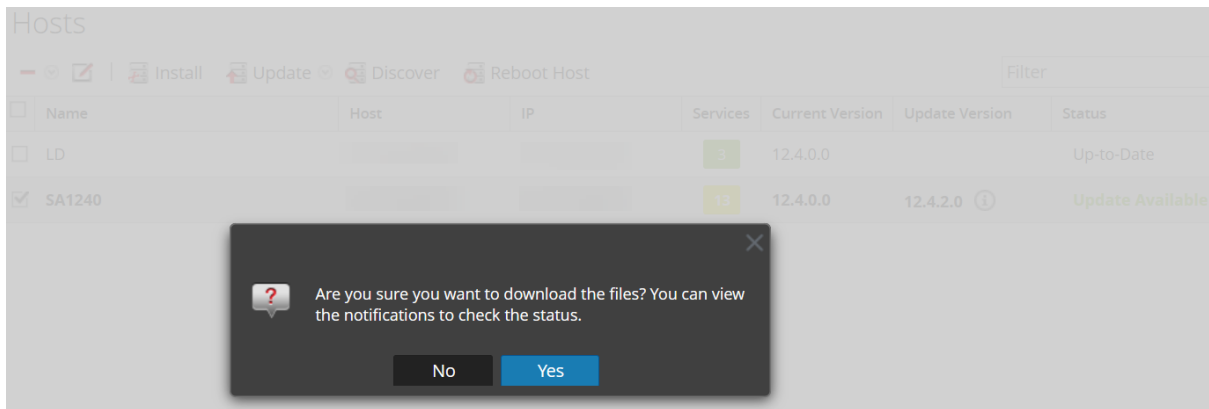 Hosts
Install Update Discover Reboot Host Filter
Name Host IP Services Current Version Update Version Status
LD 3 12.4.0.0 Up-to-Date
SA1240 13 12.4.0.0 12.4.2.0 Update Available
Are you sure you want to download the files? You can view
the notifications to check the status.
No Yes